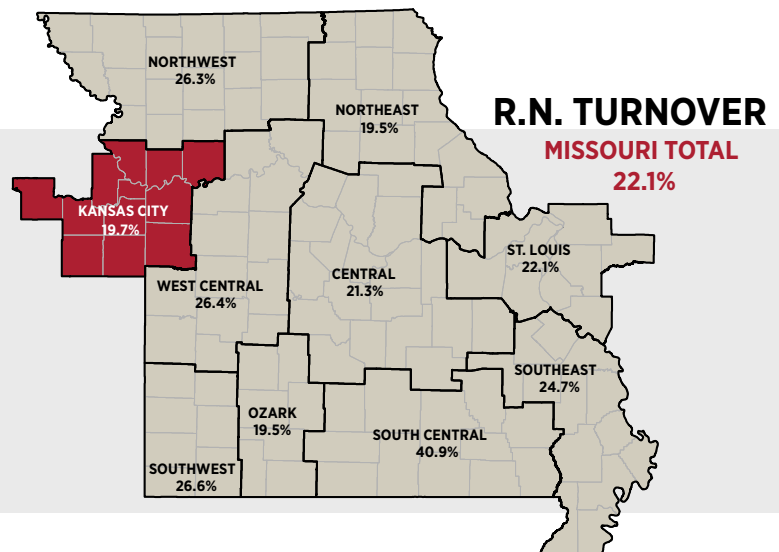 R.N. TURNOVER
MISSOURI TOTAL
22.1%
NORTHWEST
26.3%
NORTHEAST
19.5%
KANSAS CITY
19.7%
ST. LOUIS
22.1%
WEST CENTRAL
26.4%
CENTRAL
21.3%
SOUTHEAST
24.7%
OZARK
19.5%
SOUTH CENTRAL
40.9%
SOUTHWEST
26.6%